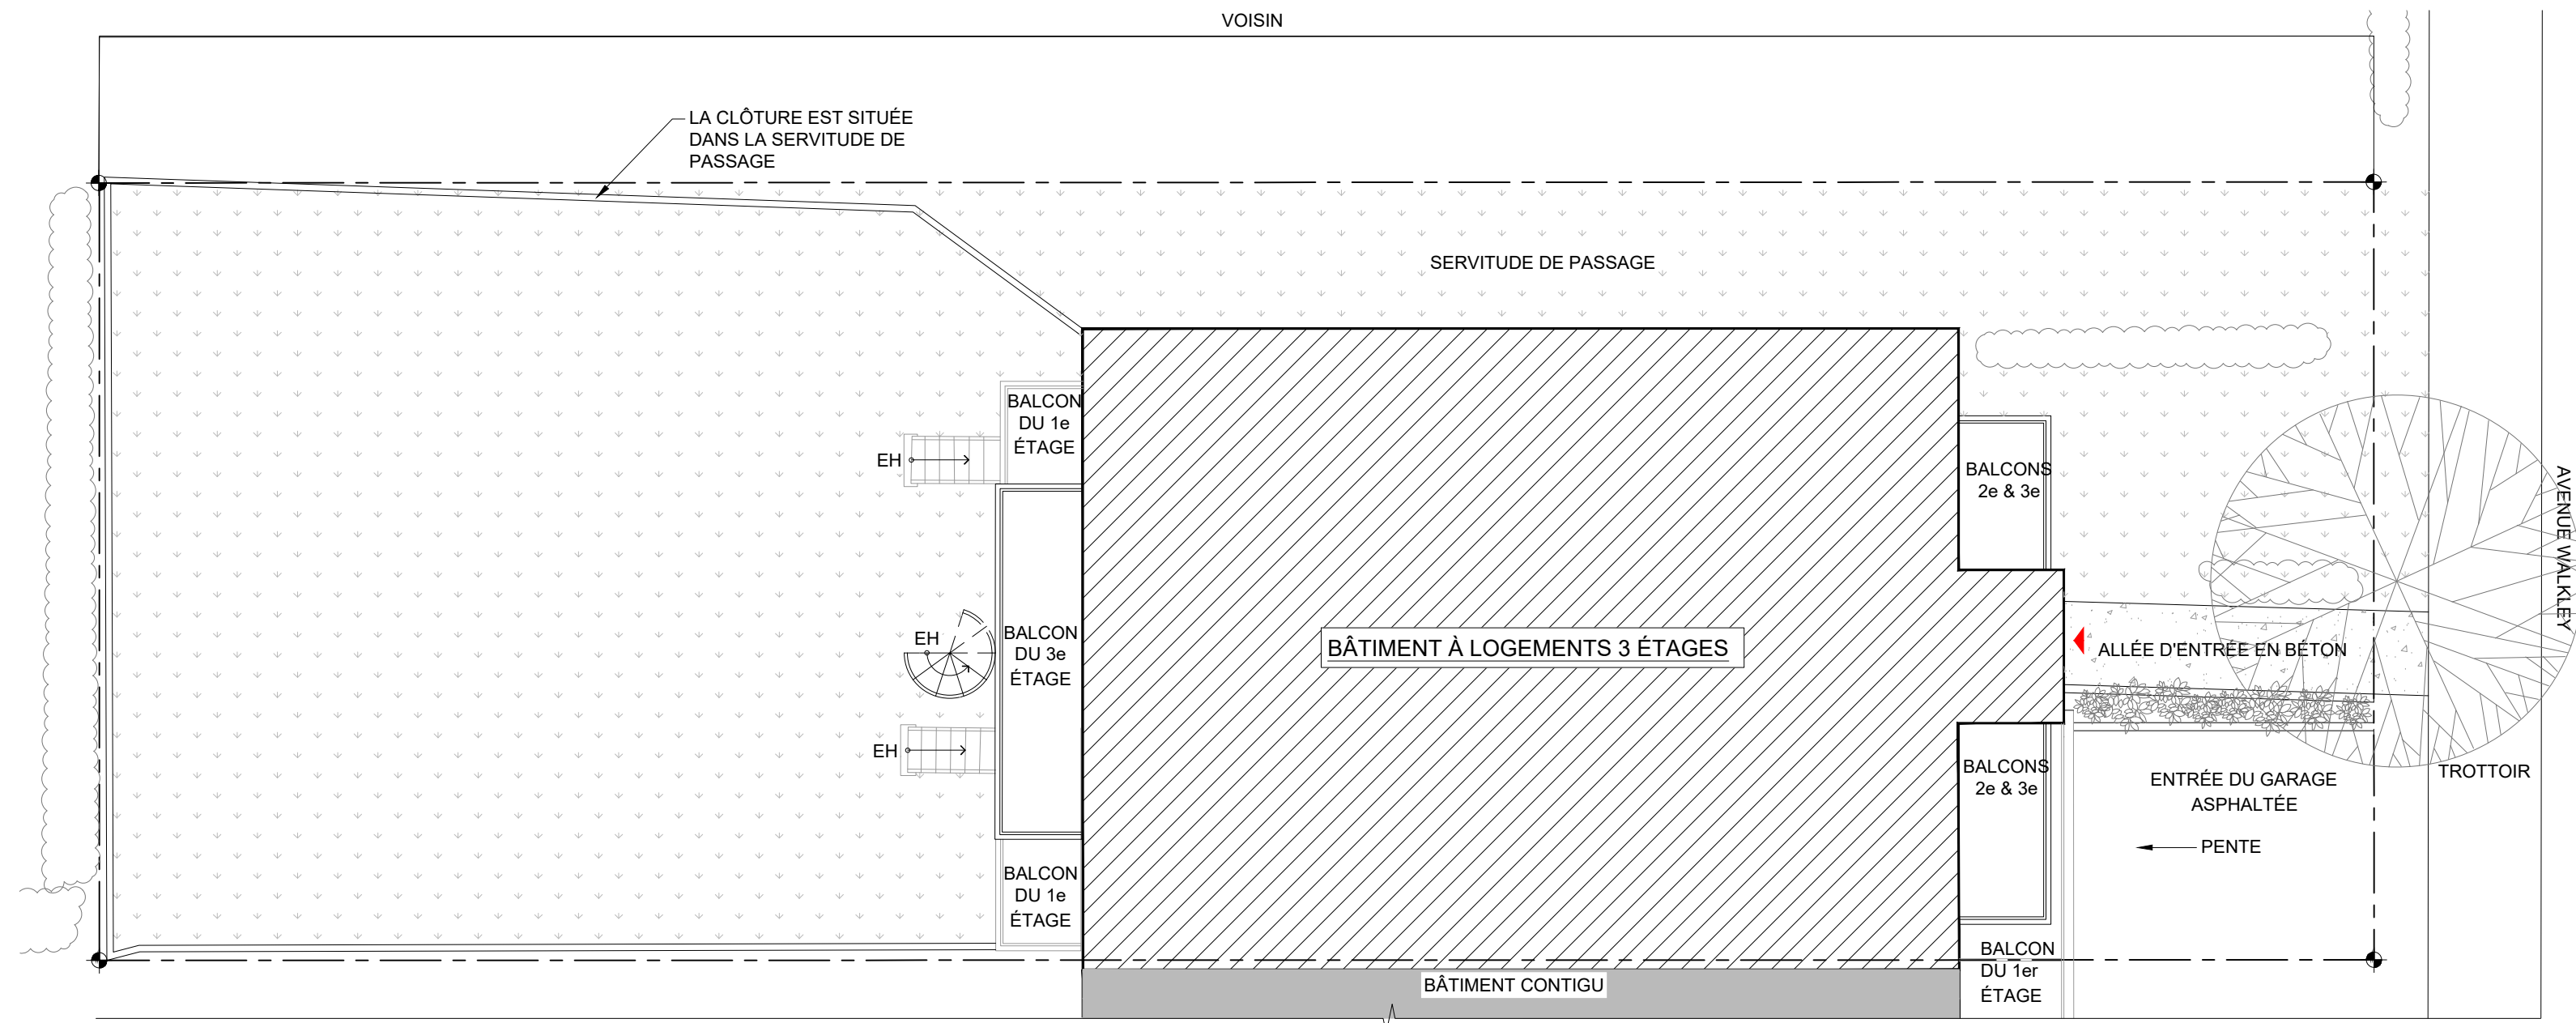 VOISIN
LA CLÔTURE EST SITUÉE
DANS LA SERVITUDE DE
PASSAGE
SERVITUDE DE PASSAGE
BALCON
DU 1e
ÉTAGE
EH
BALCONS
2e & 3e
AVENUE WALKLEY
EH
BALCON
DU 3e
ÉTAGE
BÂTIMENT À LOGEMENTS 3 ÉTAGES
ALLÉE D'ENTRÉE EN BÉTON
EH
BALCONS
2e & 3e
ENTRÉE DU GARAGE
ASPHALTÉE
TROTTOIR
PENTE
BALCON
DU 1e
ÉTAGE
BALCON
DU 1er
ÉTAGE
BÂTIMENT CONTIGU